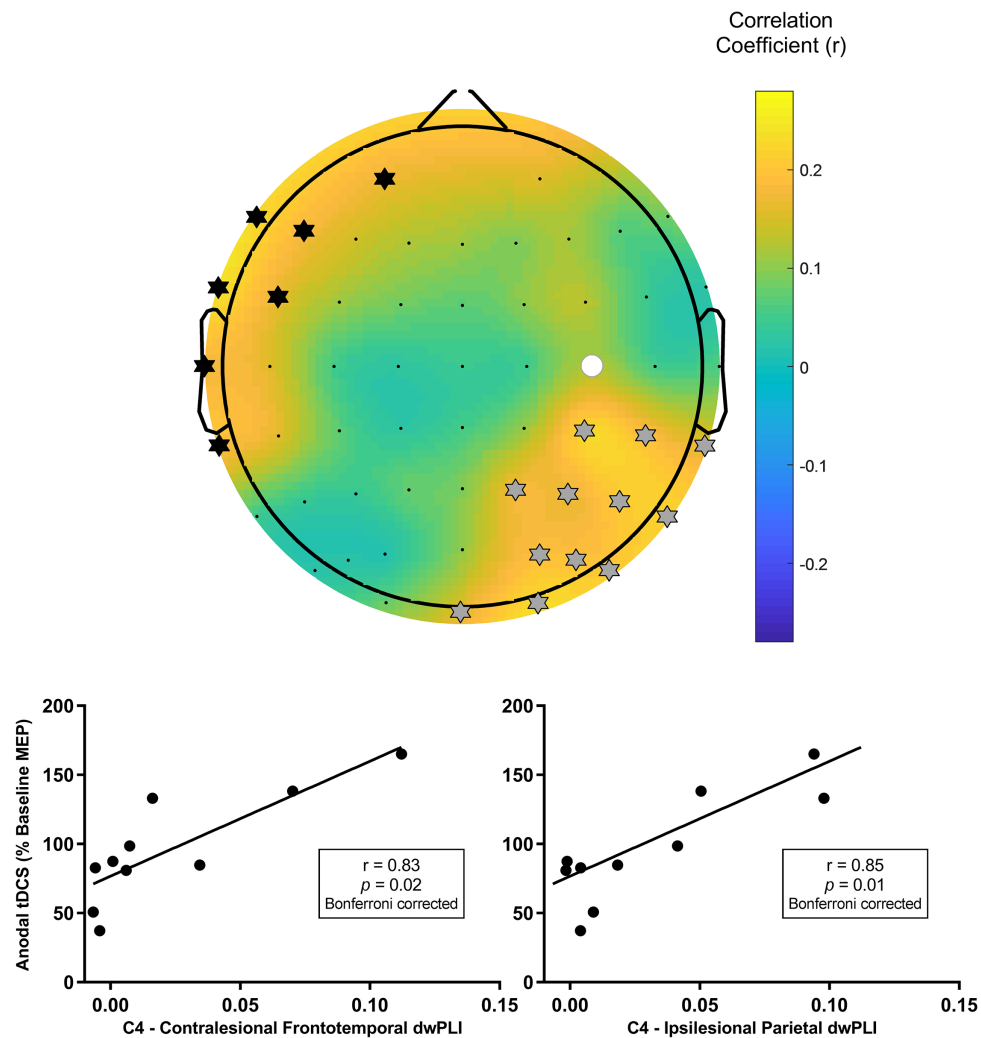 Correlation
Coefficient (r)
0.2
0.1
0
-0.1
-0.2
200
150
100
50
0
Anodal tDCS (% Baseline MEP)
r = 0.83
p = 0.02
Bonferroni corrected
0.00
0.05
0.10
0.15
C4 - Contralesional Frontotemporal dwPLI
200
150
100
50
0
r = 0.85
p = 0.01
Bonferroni corrected
0.00
0.05
0.10
0.15
C4 - Ipsilesional Parietal dwPLI